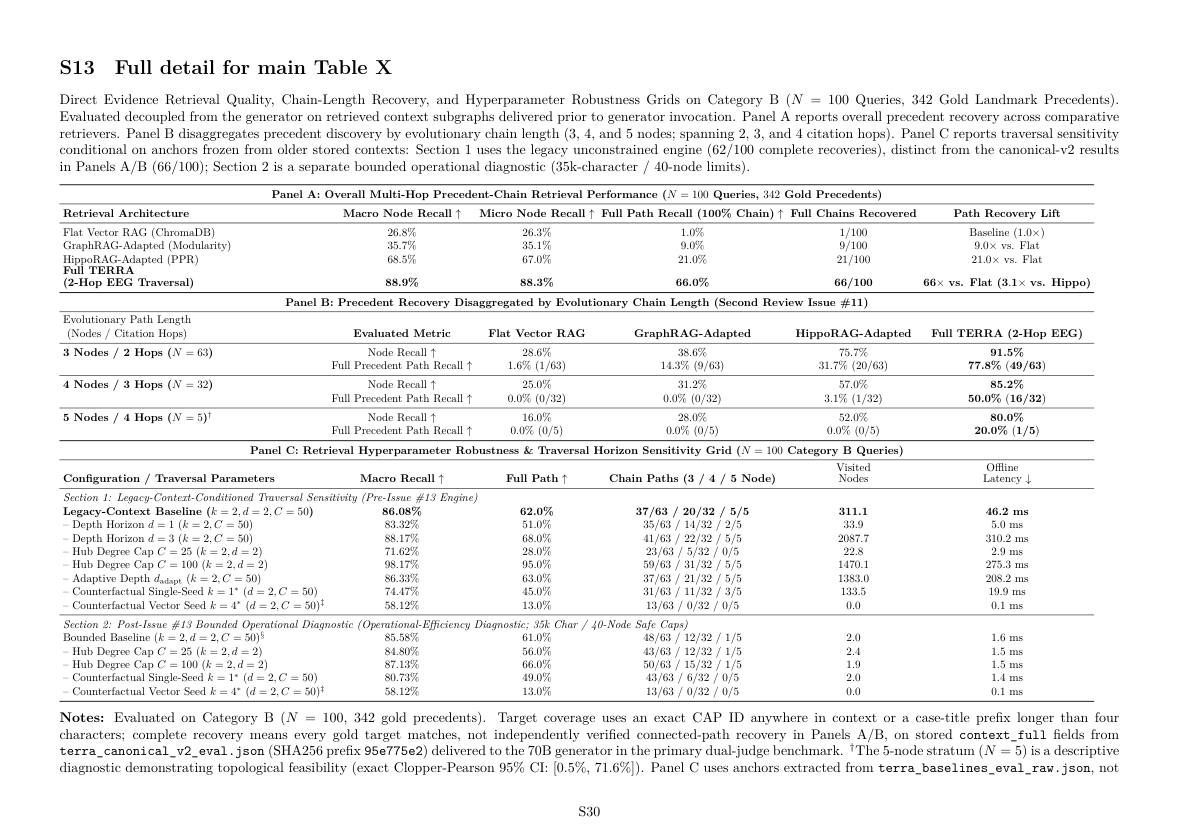 S13 Full detail for main Table X
Direct Evidence Retrieval Quality, Chain-Length Recovery, and Hyperparameter Robustness Grids on Category B (N = 100 Queries, 342 Gold Landmark Precedents).
Evaluated decoupled from the generator on retrieved context subgraphs delivered prior to generator invocation. Panel A reports overall precedent recovery across comparative
retrievers. Panel B disaggregates precedent discovery by evolutionary chain length (3, 4, and 5 nodes; spanning 2, 3, and 4 citation hops). Panel C reports traversal sensitivity
conditional on anchors frozen from older stored contexts: Section 1 uses the legacy unconstrained engine (62/100 complete recoveries), distinct from the canonical-v2 results
in Panels A/B (66/100); Section 2 is a separate bounded operational diagnostic (35k-character / 40-node limits).
Panel A: Overall Multi-Hop Precedent-Chain Retrieval Performance (N = 100 Queries, 342 Gold Precedents)
Retrieval Architecture Macro Node Recall ↑ Micro Node Recall ↑ Full Path Recall (100% Chain) ↑ Full Chains Recovered Path Recovery Lift
Flat Vector RAG (ChromaDB) 26.8% 26.3% 1.0% 1/100 Baseline (1.0×)
GraphRAG-Adapted (Modularity) 35.7% 35.1% 9.0% 9/100 9.0× vs. Flat
HippoRAG-Adapted (PPR) 68.5% 67.0% 21.0% 21/100 21.0× vs. Flat
Full TERRA
(2-Hop EEG Traversal) 88.9% 88.3% 66.0% 66/100 66× vs. Flat (3.1× vs. Hippo)
Panel B: Precedent Recovery Disaggregated by Evolutionary Chain Length (Second Review Issue #11)
Evolutionary Path Length
(Nodes / Citation Hops) Evaluated Metric Flat Vector RAG GraphRAG-Adapted HippoRAG-Adapted Full TERRA (2-Hop EEG)
3 Nodes / 2 Hops (N = 63) Node Recall ↑ 28.6% 38.6% 75.7% 91.5%
Full Precedent Path Recall ↑ 1.6% (1/63) 14.3% (9/63) 31.7% (20/63) 77.8% (49/63)
4 Nodes / 3 Hops (N = 32) Node Recall ↑ 25.0% 31.2% 57.0% 85.2%
Full Precedent Path Recall ↑ 0.0% (0/32) 0.0% (0/32) 3.1% (1/32) 50.0% (16/32)
5 Nodes / 4 Hops (N = 5)† Node Recall ↑ 16.0% 28.0% 52.0% 80.0%
Full Precedent Path Recall ↑ 0.0% (0/5) 0.0% (0/5) 0.0% (0/5) 20.0% (1/5)
Panel C: Retrieval Hyperparameter Robustness & Traversal Horizon Sensitivity Grid (N = 100 Category B Queries)
Visited Offline
Configuration / Traversal Parameters Macro Recall ↑ Full Path ↑ Chain Paths (3 / 4 / 5 Node) Nodes Latency ↓
Section 1: Legacy-Context-Conditioned Traversal Sensitivity (Pre-Issue #13 Engine)
Legacy-Context Baseline (k = 2, d = 2, C = 50) 86.08% 62.0% 37/63 / 20/32 / 5/5 311.1 46.2 ms
– Depth Horizon d = 1 (k = 2, C = 50) 83.32% 51.0% 35/63 / 14/32 / 2/5 33.9 5.0 ms
– Depth Horizon d = 3 (k = 2, C = 50) 88.17% 68.0% 41/63 / 22/32 / 5/5 2087.7 310.2 ms
– Hub Degree Cap C = 25 (k = 2, d = 2) 71.62% 28.0% 23/63 / 5/32 / 0/5 22.8 2.9 ms
– Hub Degree Cap C = 100 (k = 2, d = 2) 98.17% 95.0% 59/63 / 31/32 / 5/5 1470.1 275.3 ms
– Adaptive Depth dadapt (k = 2, C = 50) 86.33% 63.0% 37/63 / 21/32 / 5/5 1383.0 208.2 ms
– Counterfactual Single-Seed k = 1* (d = 2, C = 50) 74.47% 45.0% 31/63 / 11/32 / 3/5 133.5 19.9 ms
– Counterfactual Vector Seed k = 4* (d = 2, C = 50)‡ 58.12% 13.0% 13/63 / 0/32 / 0/5 0.0 0.1 ms
Section 2: Post-Issue #13 Bounded Operational Diagnostic (Operational-Efficiency Diagnostic; 35k Char / 40-Node Safe Caps)
Bounded Baseline (k = 2, d = 2, C = 50)§ 85.58% 61.0% 48/63 / 12/32 / 1/5 2.0 1.6 ms
– Hub Degree Cap C = 25 (k = 2, d = 2) 84.80% 56.0% 43/63 / 12/32 / 1/5 2.4 1.5 ms
– Hub Degree Cap C = 100 (k = 2, d = 2) 87.13% 66.0% 50/63 / 15/32 / 1/5 1.9 1.5 ms
– Counterfactual Single-Seed k = 1* (d = 2, C = 50) 80.73% 49.0% 43/63 / 6/32 / 0/5 2.0 1.4 ms
– Counterfactual Vector Seed k = 4* (d = 2, C = 50)‡ 58.12% 13.0% 13/63 / 0/32 / 0/5 0.0 0.1 ms
Notes: Evaluated on Category B (N = 100, 342 gold precedents). Target coverage uses an exact CAP ID anywhere in context or a case-title prefix longer than four
characters; complete recovery means every gold target matches, not independently verified connected-path recovery in Panels A/B, on stored context_full fields from
terra_canonical_v2_eval.json (SHA256 prefix 95e775e2) delivered to the 70B generator in the primary dual-judge benchmark. †The 5-node stratum (N = 5) is a descriptive
diagnostic demonstrating topological feasibility (exact Clopper-Pearson 95% CI: [0.5%, 71.6%]). Panel C uses anchors extracted from terra_baselines_eval_raw.json, not
S30